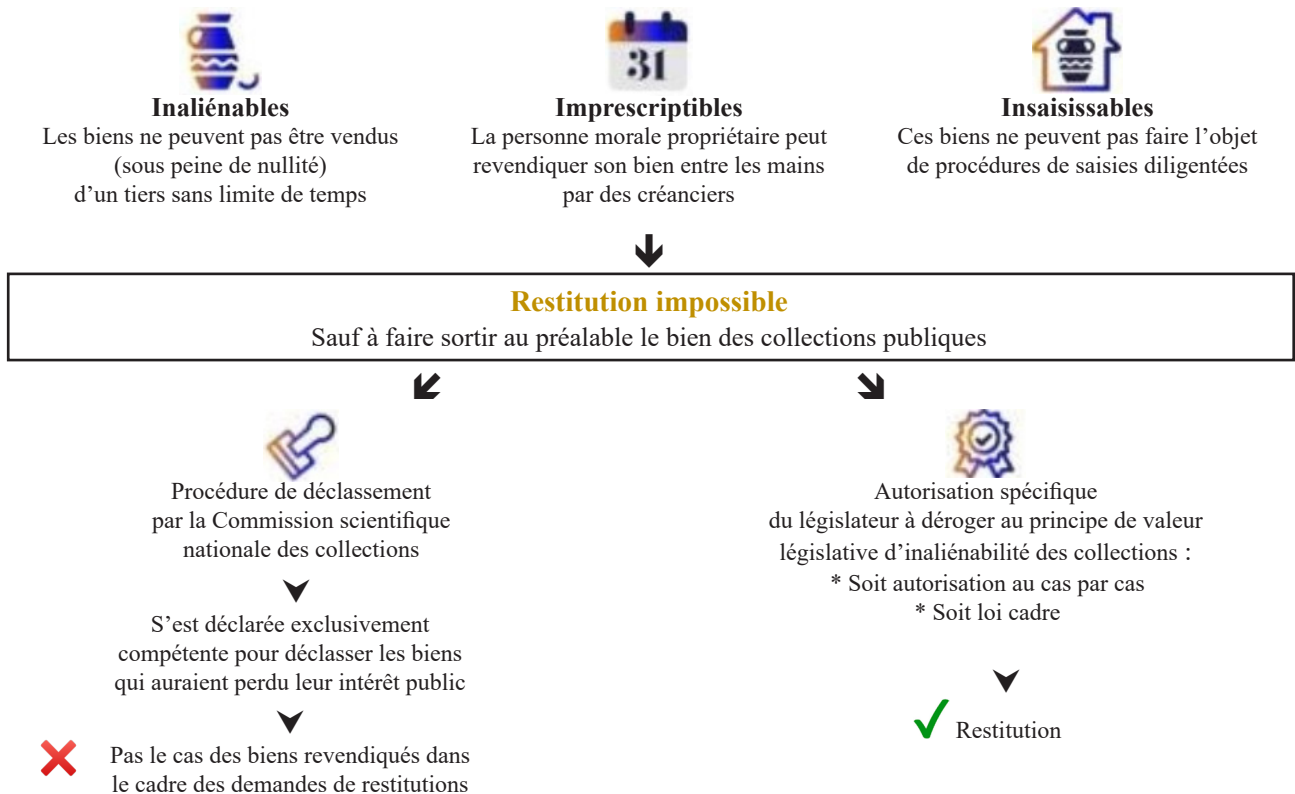 31
Inaliénables
Les biens ne peuvent pas être vendus
(sous peine de nullité)
d’un tiers sans limite de temps
Imprescriptibles
La personne morale propriétaire peut
revendiquer son bien entre les mains
par des créanciers
Insaisissables
Ces biens ne peuvent pas faire l’objet
de procédures de saisies diligentées
Restitution impossible
Sauf à faire sortir au préalable le bien des collections publiques
Procédure de déclassement
par la Commission scientifique
nationale des collections
S’est déclarée exclusivement
compétente pour déclasser les biens
qui auraient perdu leur intérêt public
Pas le cas des biens revendiqués dans
le cadre des demandes de restitutions
Autorisation spécifique
du législateur à déroger au principe de valeur
législative d’inaliénabilité des collections :
* Soit autorisation au cas par cas
* Soit loi cadre
Restitution